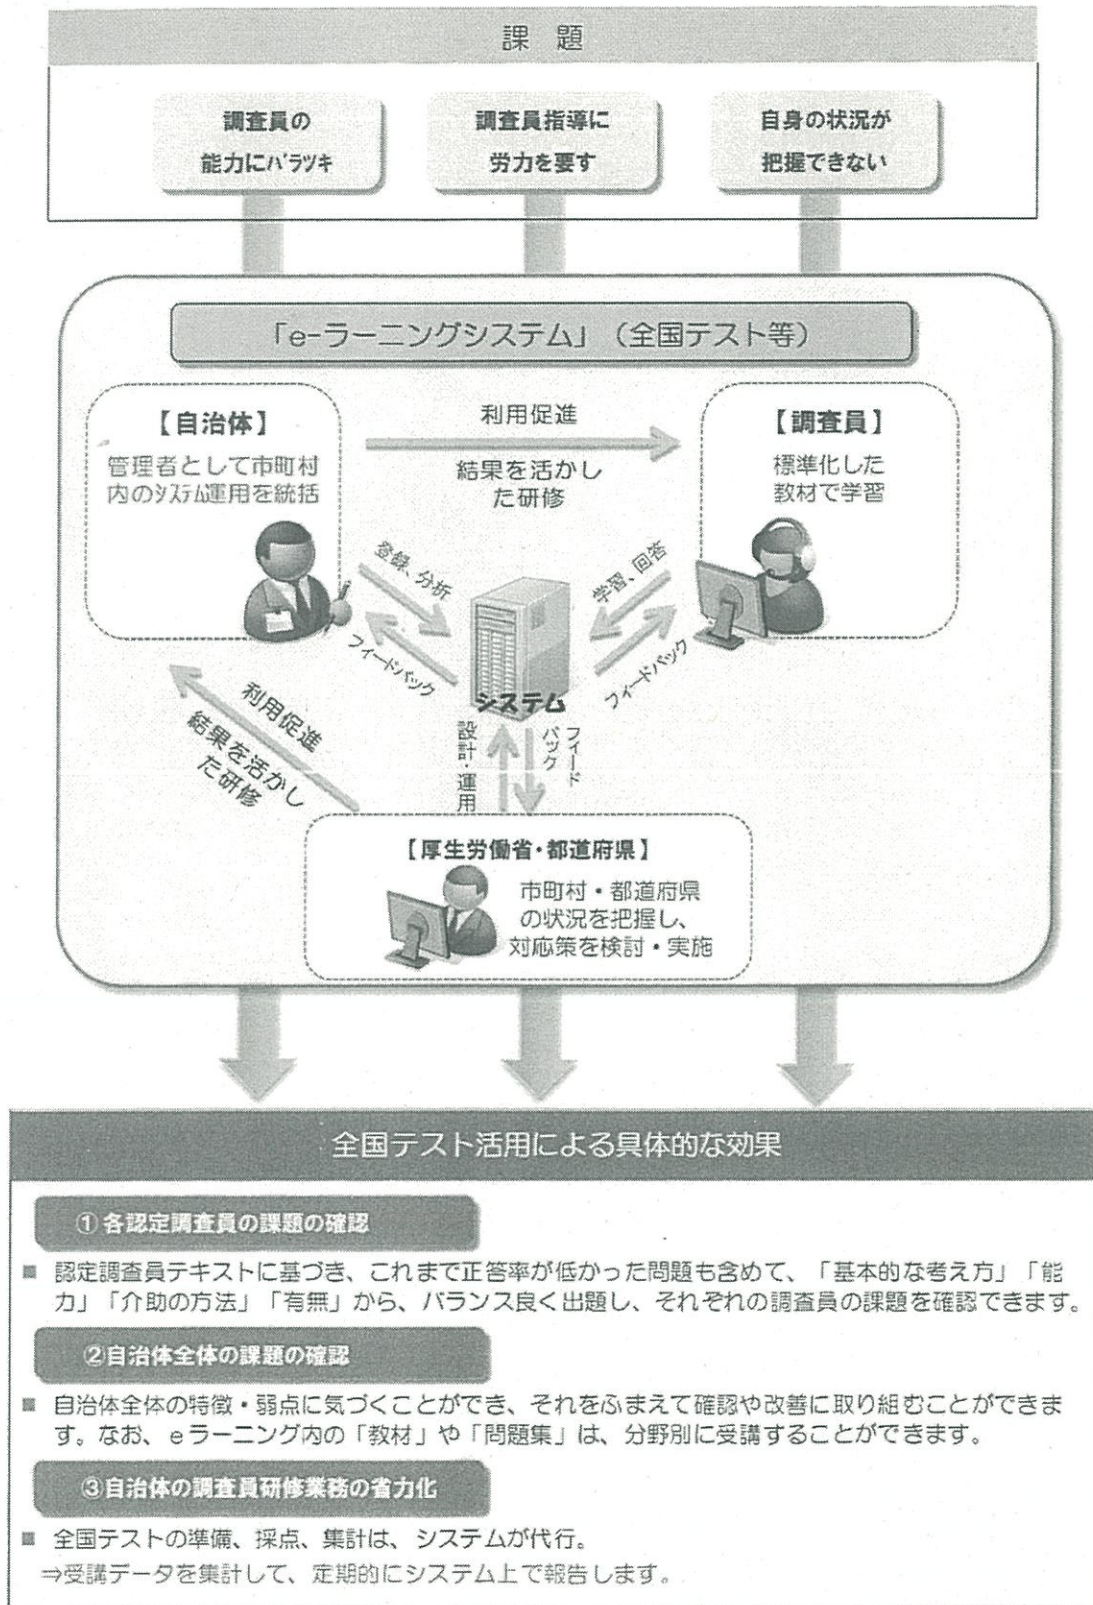 課 題
調査員の
能力にバラツキ
調査員指導に
労力を要す
自身の状況が
把握できない
「e-ラーニングシステム」（全国テスト等）
【自治体】
管理者として市町村
内のシステム運用を統括
利用促進
結果を活かし
た研修
【調査員】
標準化した
教材で学習
登録、分析
フィードバック
学習、回答
フィードバック
システム
利用促進
結果を活かし
た研修
設計・運用
フィード
バック
【厚生労働省・都道府県】
市町村・都道府県
の状況を把握し、
対応策を検討・実施
全国テスト活用による具体的な効果
①各認定調査員の課題の確認
■ 認定調査員テキストに基づき、これまで正答率が低かった問題も含めて、「基本的な考え方」「能
力」「介助の方法」「有無」から、バランス良く出題し、それぞれの調査員の課題を確認できます。
②自治体全体の課題の確認
■ 自治体全体の特徴・弱点に気づくことができ、それをふまえて確認や改善に取り組むことができま
す。なお、eラーニング内の「教材」や「問題集」は、分野別に受講することができます。
③自治体の調査員研修業務の省力化
■ 全国テストの準備、採点、集計は、システムが代行。
⇒受講データを集計して、定期的にシステム上で報告します。